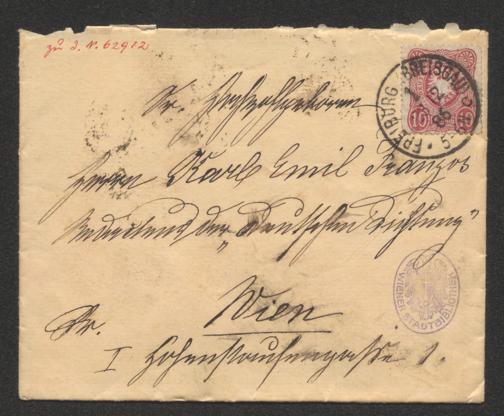 zu J. N. 62912
FREIBURG BREISGAU
10
Sr. Hochwohlgeboren
Herrn Karl Emil Franzos
Redacteur der „Deutschen Dichtung"
Wien
I Hohenstaufengasse 1.
WIENER STADTBIBLIOTHEK